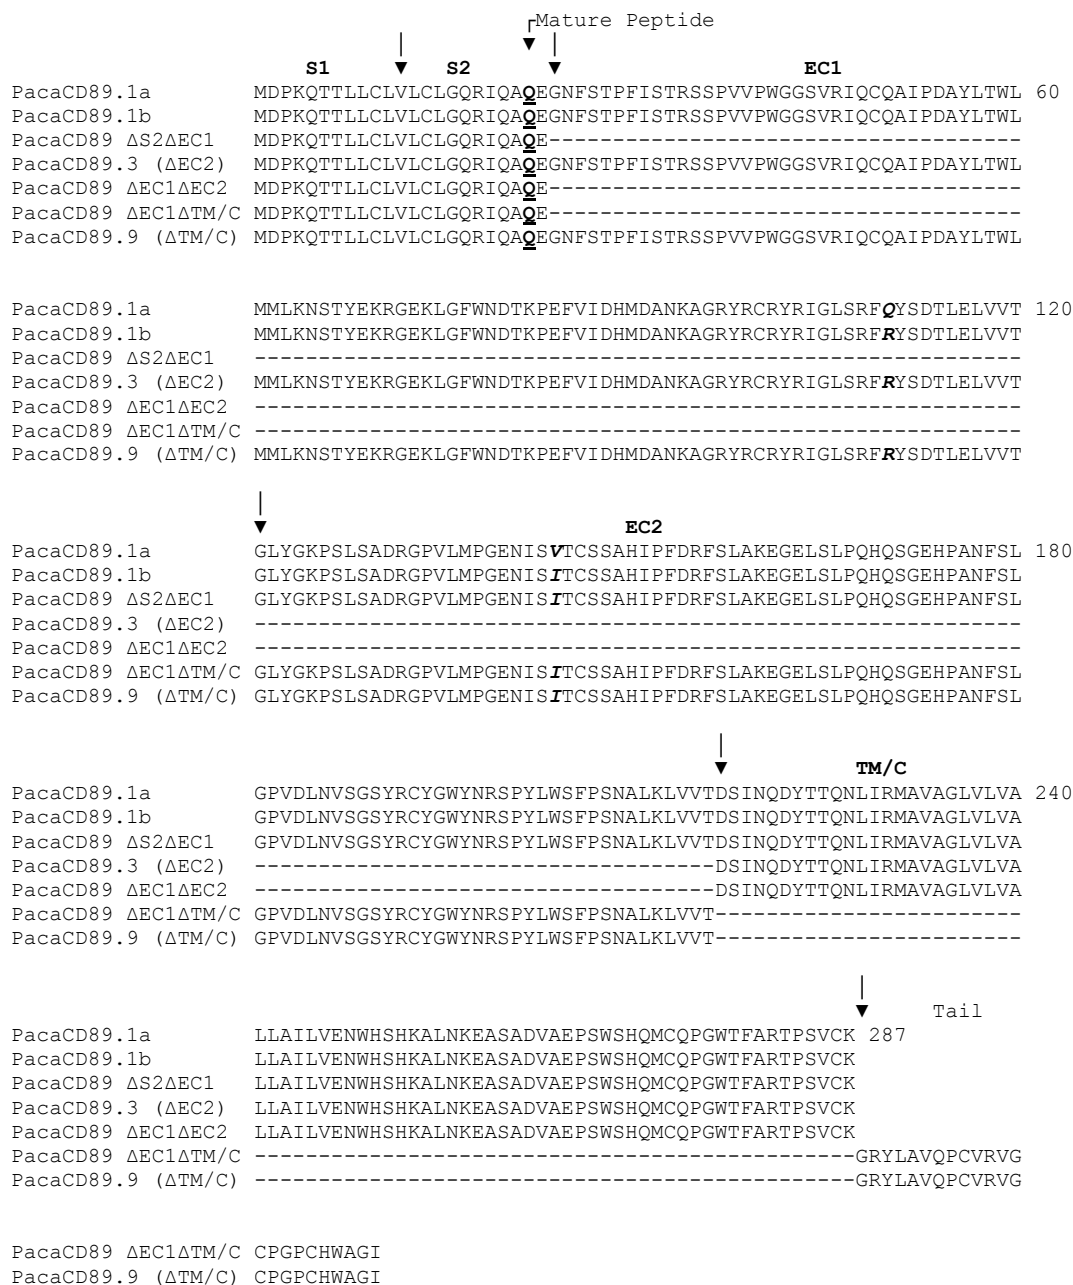 ┌Mature Peptide
S1 S2 EC1
PacaCD89.1a MDPKQTTLLCLVLCLGQRIQAQEGNFSTPFISTRSSPVVPWGGSVRIQCQAIPDAYLTWL 60
PacaCD89.1b MDPKQTTLLCLVLCLGQRIQAQEGNFSTPFISTRSSPVVPWGGSVRIQCQAIPDAYLTWL
PacaCD89 ΔS2ΔEC1 MDPKQTTLLCLVLCLGQRIQAQE-------------------------------------
PacaCD89.3 (ΔEC2) MDPKQTTLLCLVLCLGQRIQAQEGNFSTPFISTRSSPVVPWGGSVRIQCQAIPDAYLTWL
PacaCD89 ΔEC1ΔEC2 MDPKQTTLLCLVLCLGQRIQAQE-------------------------------------
PacaCD89 ΔEC1ΔTM/C MDPKQTTLLCLVLCLGQRIQAQE-------------------------------------
PacaCD89.9 (ΔTM/C) MDPKQTTLLCLVLCLGQRIQAQEGNFSTPFISTRSSPVVPWGGSVRIQCQAIPDAYLTWL
PacaCD89.1a MMLKNSTYEKRGEKLGFWNDTKPEFVIDHMDANKAGRYRCRYRIGLSRFQYSDTLELVVT 120
PacaCD89.1b MMLKNSTYEKRGEKLGFWNDTKPEFVIDHMDANKAGRYRCRYRIGLSRFRYSDTLELVVT
PacaCD89 ΔS2ΔEC1 ------------------------------------------------------------
PacaCD89.3 (ΔEC2) MMLKNSTYEKRGEKLGFWNDTKPEFVIDHMDANKAGRYRCRYRIGLSRFRYSDTLELVVT
PacaCD89 ΔEC1ΔEC2 ------------------------------------------------------------
PacaCD89 ΔEC1ΔTM/C ------------------------------------------------------------
PacaCD89.9 (ΔTM/C) MMLKNSTYEKRGEKLGFWNDTKPEFVIDHMDANKAGRYRCRYRIGLSRFRYSDTLELVVT
EC2
PacaCD89.1a GLYGKPSLSADRGPVLMPGENISVTCSSAHIPFDRFSLAKEGELSLPQHQSGEHPANFSL 180
PacaCD89.1b GLYGKPSLSADRGPVLMPGENISITCSSAHIPFDRFSLAKEGELSLPQHQSGEHPANFSL
PacaCD89 ΔS2ΔEC1 GLYGKPSLSADRGPVLMPGENISITCSSAHIPFDRFSLAKEGELSLPQHQSGEHPANFSL
PacaCD89.3 (ΔEC2) ------------------------------------------------------------
PacaCD89 ΔEC1ΔEC2 ------------------------------------------------------------
PacaCD89 ΔEC1ΔTM/C GLYGKPSLSADRGPVLMPGENISITCSSAHIPFDRFSLAKEGELSLPQHQSGEHPANFSL
PacaCD89.9 (ΔTM/C) GLYGKPSLSADRGPVLMPGENISITCSSAHIPFDRFSLAKEGELSLPQHQSGEHPANFSL
TM/C
PacaCD89.1a GPVDLNVSGSYRCYGWYNRSPYLWSFPSNALKLVVTDSINQDYTTQNLIRMAVAGLVLVA 240
PacaCD89.1b GPVDLNVSGSYRCYGWYNRSPYLWSFPSNALKLVVTDSINQDYTTQNLIRMAVAGLVLVA
PacaCD89 ΔS2ΔEC1 GPVDLNVSGSYRCYGWYNRSPYLWSFPSNALKLVVTDSINQDYTTQNLIRMAVAGLVLVA
PacaCD89.3 (ΔEC2) ------------------------------------DSINQDYTTQNLIRMAVAGLVLVA
PacaCD89 ΔEC1ΔEC2 ------------------------------------DSINQDYTTQNLIRMAVAGLVLVA
PacaCD89 ΔEC1ΔTM/C GPVDLNVSGSYRCYGWYNRSPYLWSFPSNALKLVVT------------------------
PacaCD89.9 (ΔTM/C) GPVDLNVSGSYRCYGWYNRSPYLWSFPSNALKLVVT------------------------
Tail
PacaCD89.1a LLAILVENWHSHKALNKEASADVAEPSWSHQMCQPGWTFARTPSVCK 287
PacaCD89.1b LLAILVENWHSHKALNKEASADVAEPSWSHQMCQPGWTFARTPSVCK
PacaCD89 ΔS2ΔEC1 LLAILVENWHSHKALNKEASADVAEPSWSHQMCQPGWTFARTPSVCK
PacaCD89.3 (ΔEC2) LLAILVENWHSHKALNKEASADVAEPSWSHQMCQPGWTFARTPSVCK
PacaCD89 ΔEC1ΔEC2 LLAILVENWHSHKALNKEASADVAEPSWSHQMCQPGWTFARTPSVCK
PacaCD89 ΔEC1ΔTM/C -----------------------------------------------GRYLAVQPCVRVG
PacaCD89.9 (ΔTM/C) -----------------------------------------------GRYLAVQPCVRVG
PacaCD89 ΔEC1ΔTM/C CPGPCHWAGI
PacaCD89.9 (ΔTM/C) CPGPCHWAGI